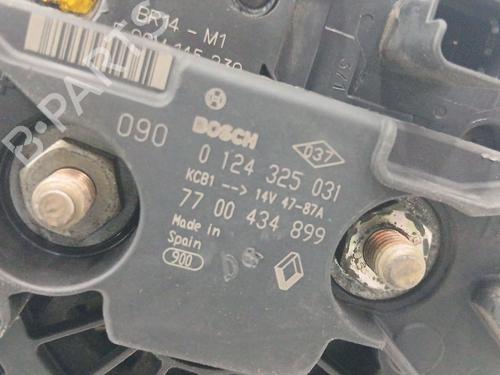 BR14 - M1
BOSCH
090
0 124 325 031
037
KCB1 --> 14V 47-87A
77 00 434 899
Made in
Spain
900
B-PARTS